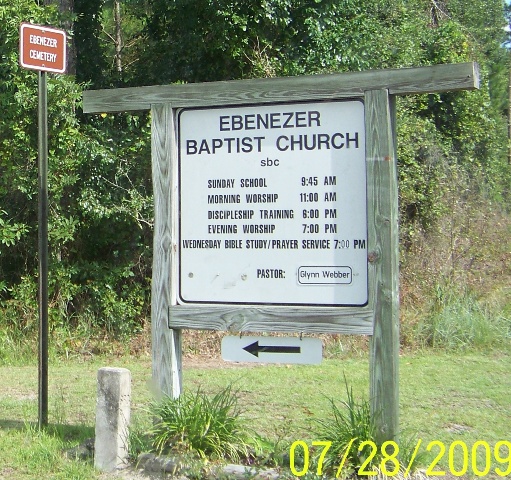 EBENEZER
CEMETERY
EBENEZER
BAPTIST CHURCH
sbc
SUNDAY SCHOOL 9:45 AM
MORNING WORSHIP 11:00 AM
DISCIPLESHIP TRAINING 6:00 PM
EVENING WORSHIP 7:00 PM
WEDNESDAY BIBLE STUDY/PRAYER SERVICE 7:00 PM
PASTOR: Glynn Webber
07/28/2009